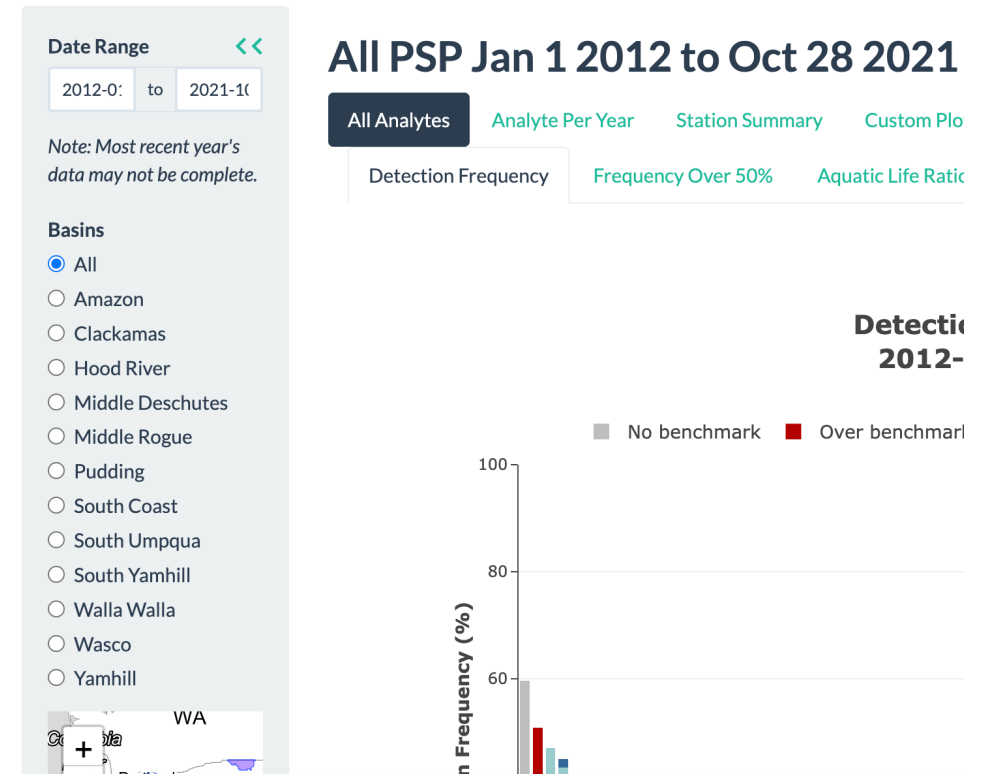 Date Range
2012-0
to
2021-10
Note: Most recent year's
data may not be complete.
Basins
All
Amazon
Clackamas
Hood River
Middle Deschutes
Middle Rogue
Pudding
South Coast
South Umpqua
South Yamhill
Walla Walla
Wasco
Yamhill
WA
+
All PSP Jan 1 2012 to Oct 28 2021
All Analytes
Analyte Per Year
Station Summary
Custom Plo
Detection Frequency
Frequency Over 50%
Aquatic Life Ratio
Detectio
2012-
No benchmark
Over benchmark
100
80
60
n Frequency (%)